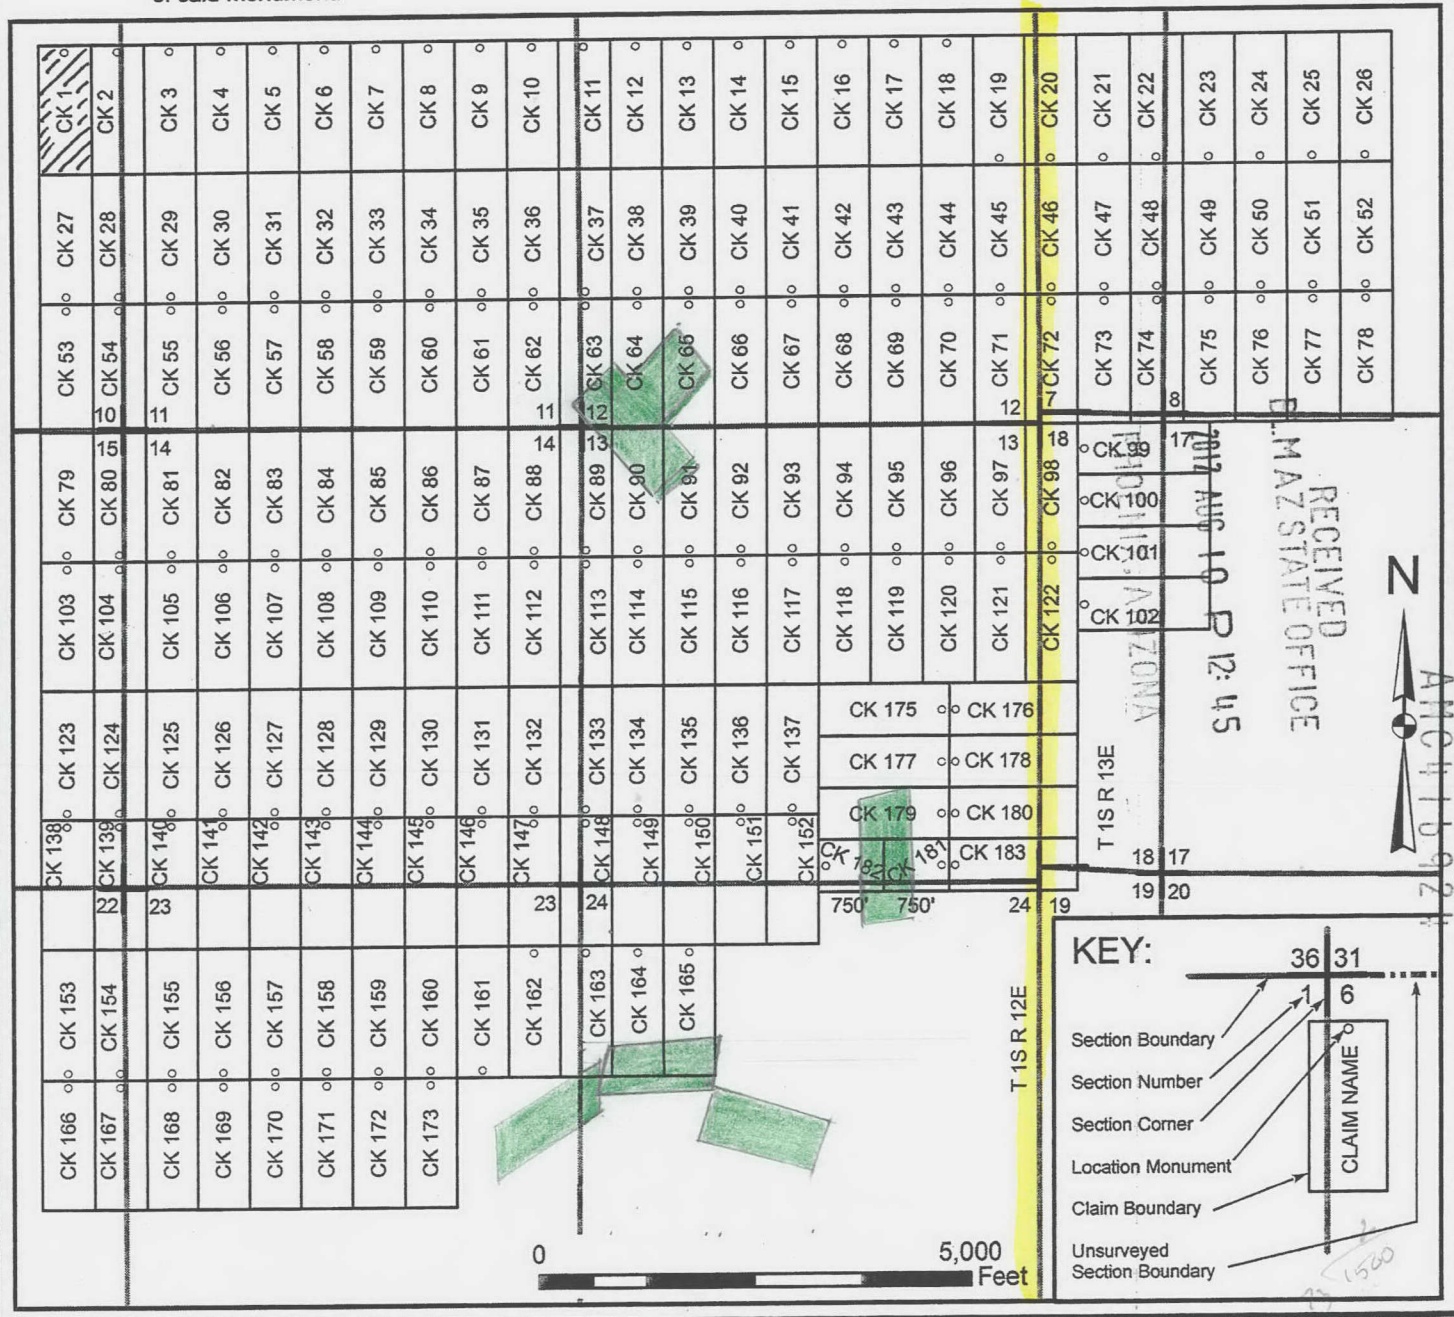 CK 1 CK 2 CK 3 CK 4 CK 5 CK 6 CK 7 CK 8 CK 9 CK 10 CK 11 CK 12 CK 13 CK 14 CK 15 CK 16 CK 17 CK 18 CK 19 CK 20 CK 21 CK 22 CK 23 CK 24 CK 25 CK 26
CK 27 CK 28 CK 29 CK 30 CK 31 CK 32 CK 33 CK 34 CK 35 CK 36 CK 37 CK 38 CK 39 CK 40 CK 41 CK 42 CK 43 CK 44 CK 45 CK 46 CK 47 CK 48 CK 49 CK 50 CK 51 CK 52
CK 53 CK 54 CK 55 CK 56 CK 57 CK 58 CK 59 CK 60 CK 61 CK 62 CK 63 CK 64 CK 65 CK 66 CK 67 CK 68 CK 69 CK 70 CK 71 CK 72 CK 73 CK 74 CK 75 CK 76 CK 77 CK 78
10 11 11 12 12 7 8
15 14 14 13 13 18 17
CK 79 CK 80 CK 81 CK 82 CK 83 CK 84 CK 85 CK 86 CK 87 CK 88 CK 89 CK 90 CK 91 CK 92 CK 93 CK 94 CK 95 CK 96 CK 97 CK 98
CK 99
CK 100
CK 101
CK 102
CK 103 CK 104 CK 105 CK 106 CK 107 CK 108 CK 109 CK 110 CK 111 CK 112 CK 113 CK 114 CK 115 CK 116 CK 117 CK 118 CK 119 CK 120 CK 121 CK 122
CK 123 CK 124 CK 125 CK 126 CK 127 CK 128 CK 129 CK 130 CK 131 CK 132 CK 133 CK 134 CK 135 CK 136 CK 137
CK 175 CK 176
CK 177 CK 178
CK 179 CK 180
CK 182 CK 181 CK 183
CK 138 CK 139 CK 140 CK 141 CK 142 CK 143 CK 144 CK 145 CK 146 CK 147 CK 148 CK 149 CK 150 CK 151 CK 152
18 17
22 23 23 24 750' 750' 24 19 19 20
CK 153 CK 154 CK 155 CK 156 CK 157 CK 158 CK 159 CK 160 CK 161 CK 162 CK 163 CK 164 CK 165
CK 166 CK 167 CK 168 CK 169 CK 170 CK 171 CK 172 CK 173
T 1S R 12E
T 1S R 13E
RECEIVED
AZ STATE OFFICE
2012 AUG 10 P 12: 45
N
0 5,000
Feet
KEY:
36 31
1 6
Section Boundary
Section Number
Section Corner
Location Monument
Claim Boundary
Unsurveyed
Section Boundary
CLAIM NAME
1500